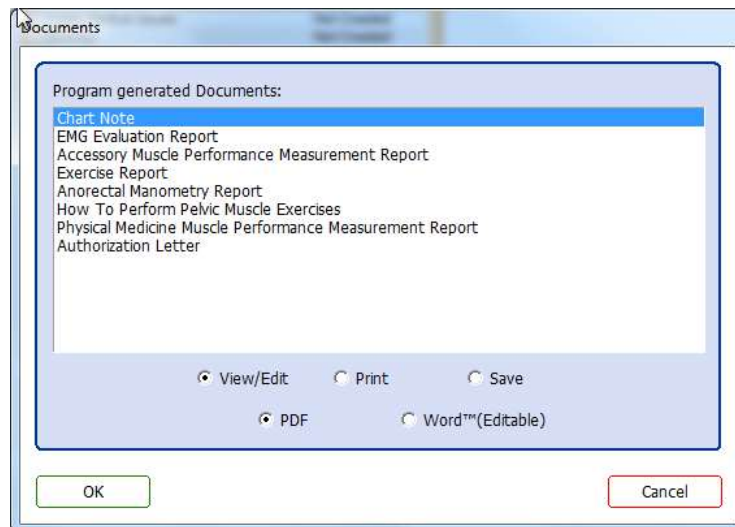 Documents
Program generated Documents:
Chart Note
EMG Evaluation Report
Accessory Muscle Performance Measurement Report
Exercise Report
Anorectal Manometry Report
How To Perform Pelvic Muscle Exercises
Physical Medicine Muscle Performance Measurement Report
Authorization Letter
View/Edit Print Save
PDF Word™(Editable)
OK Cancel